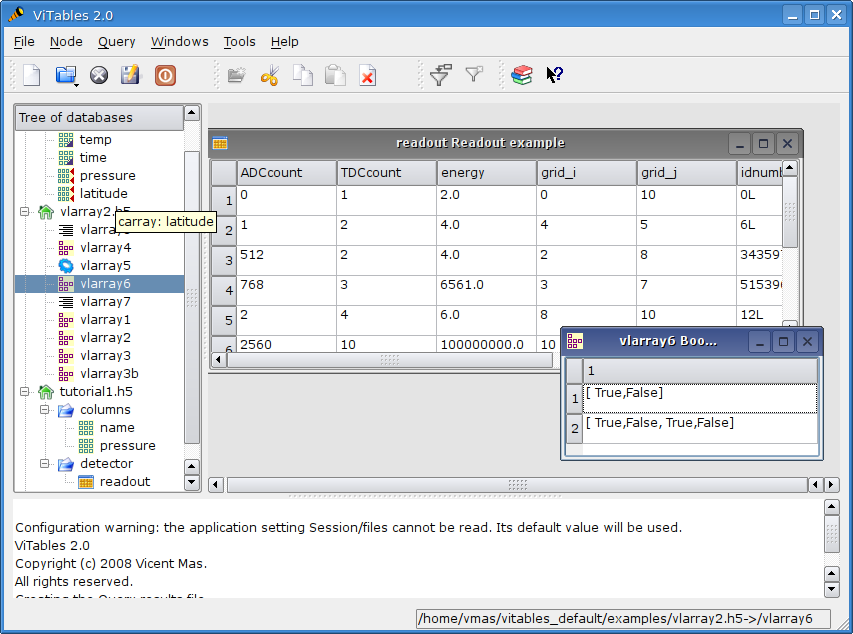 ViTables 2.0
File Node Query Windows Tools Help
Tree of databases
temp
time
pressure
latitude
vlarray2.h5
carray: latitude
vlarray4
vlarray5
vlarray6
vlarray7
vlarray1
vlarray2
vlarray3
vlarray3b
tutorial1.h5
columns
name
pressure
detector
readout
readout Readout example
ADCcount TDCcount energy grid_i grid_j
1 0 1 2.0 0 10 0L
2 1 2 4.0 4 5 6L
3 512 2 4.0 2 8 34359
4 768 3 6561.0 3 7 51539
5 2 4 6.0 8 10 12L
6 2560 10 100000000.0 10
vlarray6 Boo...
1
1 [ True,False]
2 [ True,False, True,False]
Configuration warning: the application setting Session/files cannot be read. Its default value will be used.
ViTables 2.0
Copyright (c) 2008 Vicent Mas.
All rights reserved.
Creating the Query results file
/home/vmas/vitables_default/examples/vlarray2.h5->/vlarray6